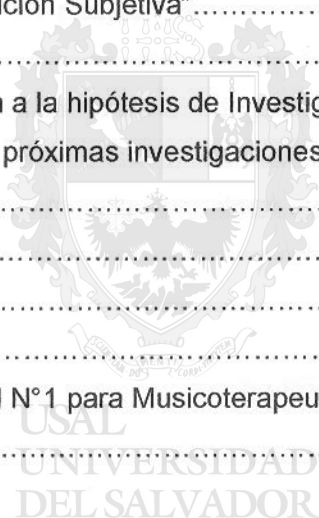 ción Subjetiva”................
................................
a la hipótesis de Investig
próximas investigaciones
................................
................................
................................
................................
N°1 para Musicoterapeu
................................
USAL
UNIVERSIDAD
DEL SALVADOR